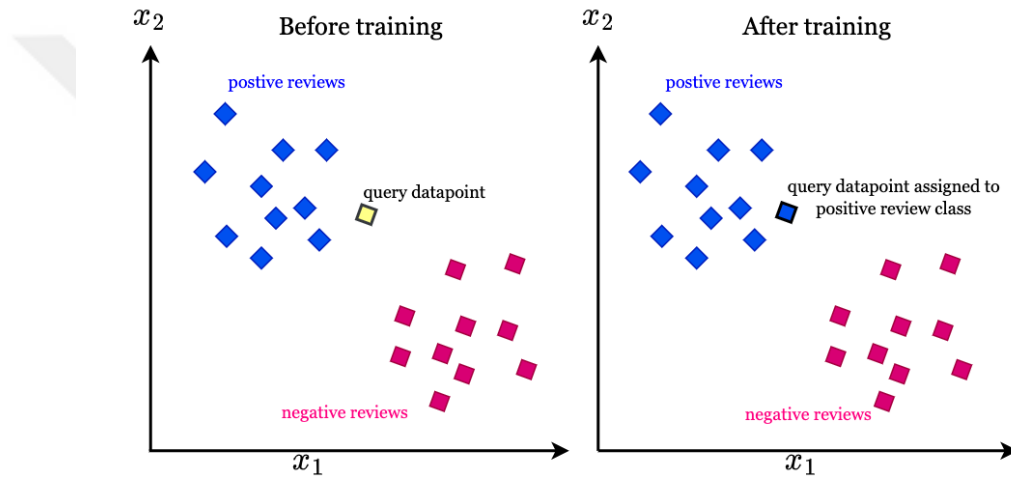 x2
Before training
postive reviews
query datapoint
negative reviews
x1
x2
After training
postive reviews
query datapoint assigned to
positive review class
negative reviews
x1